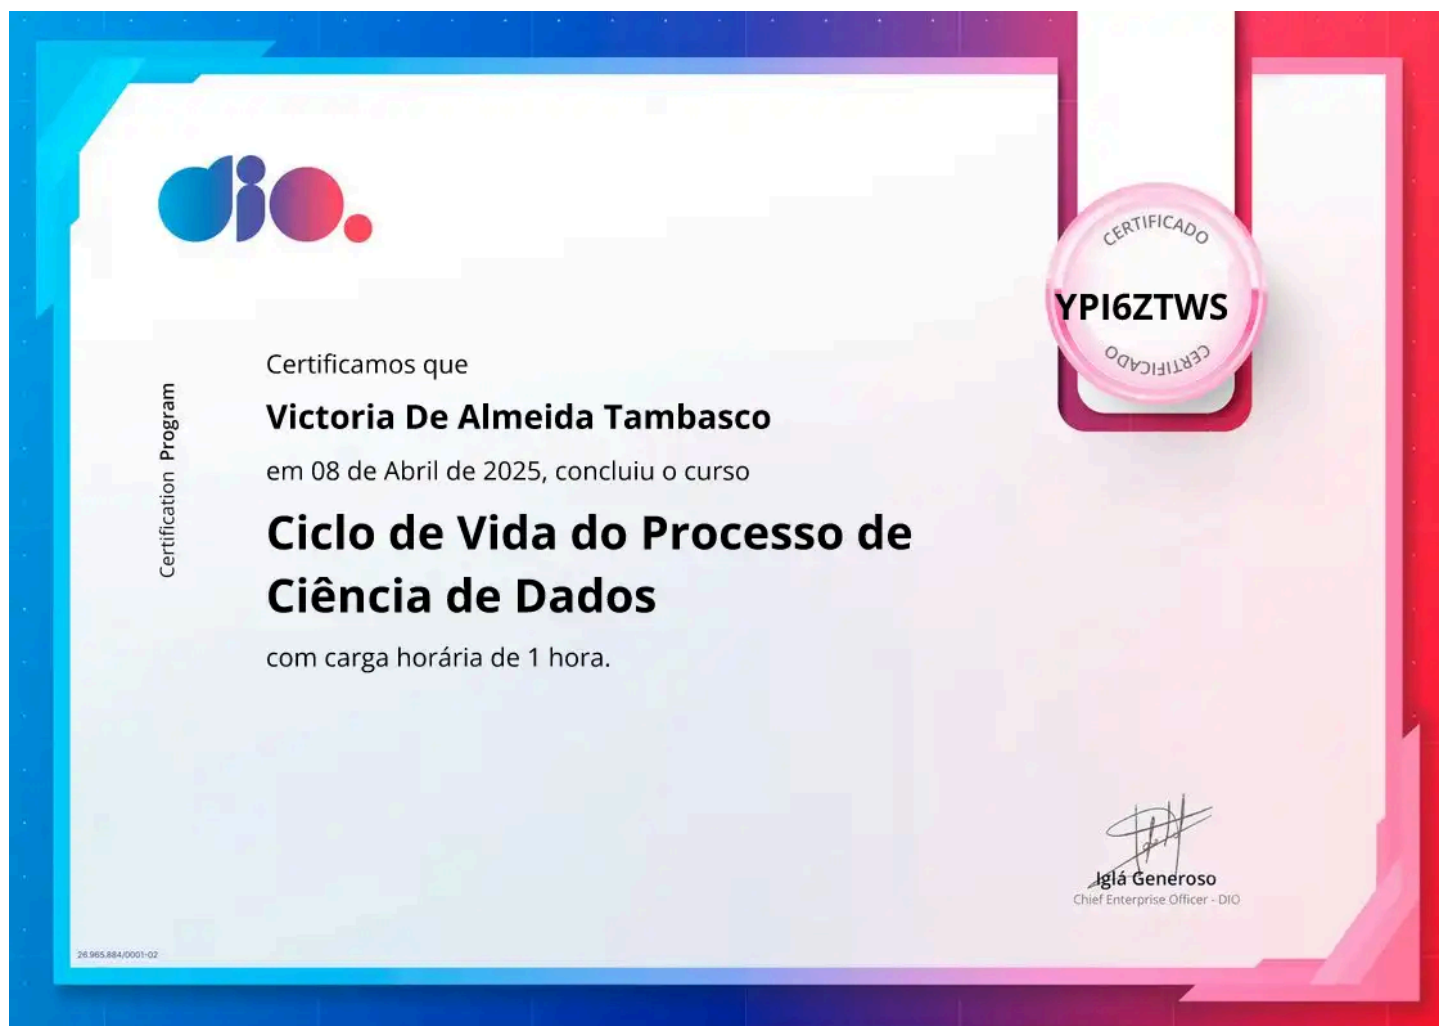 dio.
CERTIFICADO
YPI6ZTWS
CERTIFICADO
Certification Program
Certificamos que
Victoria De Almeida Tambasco
em 08 de Abril de 2025, concluiu o curso
Ciclo de Vida do Processo de
Ciência de Dados
com carga horária de 1 hora.
Iglá Generoso
Chief Enterprise Officer - DIO
26.965.884/0001-02